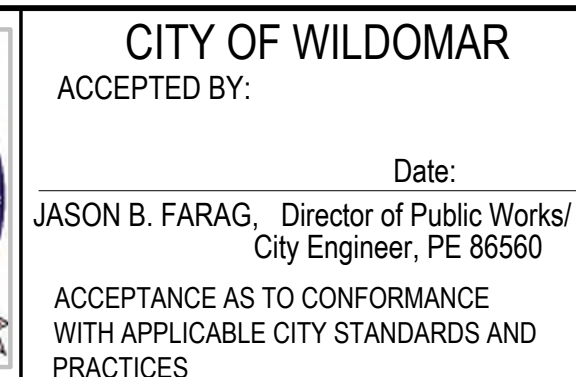 CITY OF WILDOMAR
ACCEPTED BY:
Date:
JASON B. FARAG, Director of Public Works/
City Engineer, PE 86560
ACCEPTANCE AS TO CONFORMANCE
WITH APPLICABLE CITY STANDARDS AND
PRACTICES